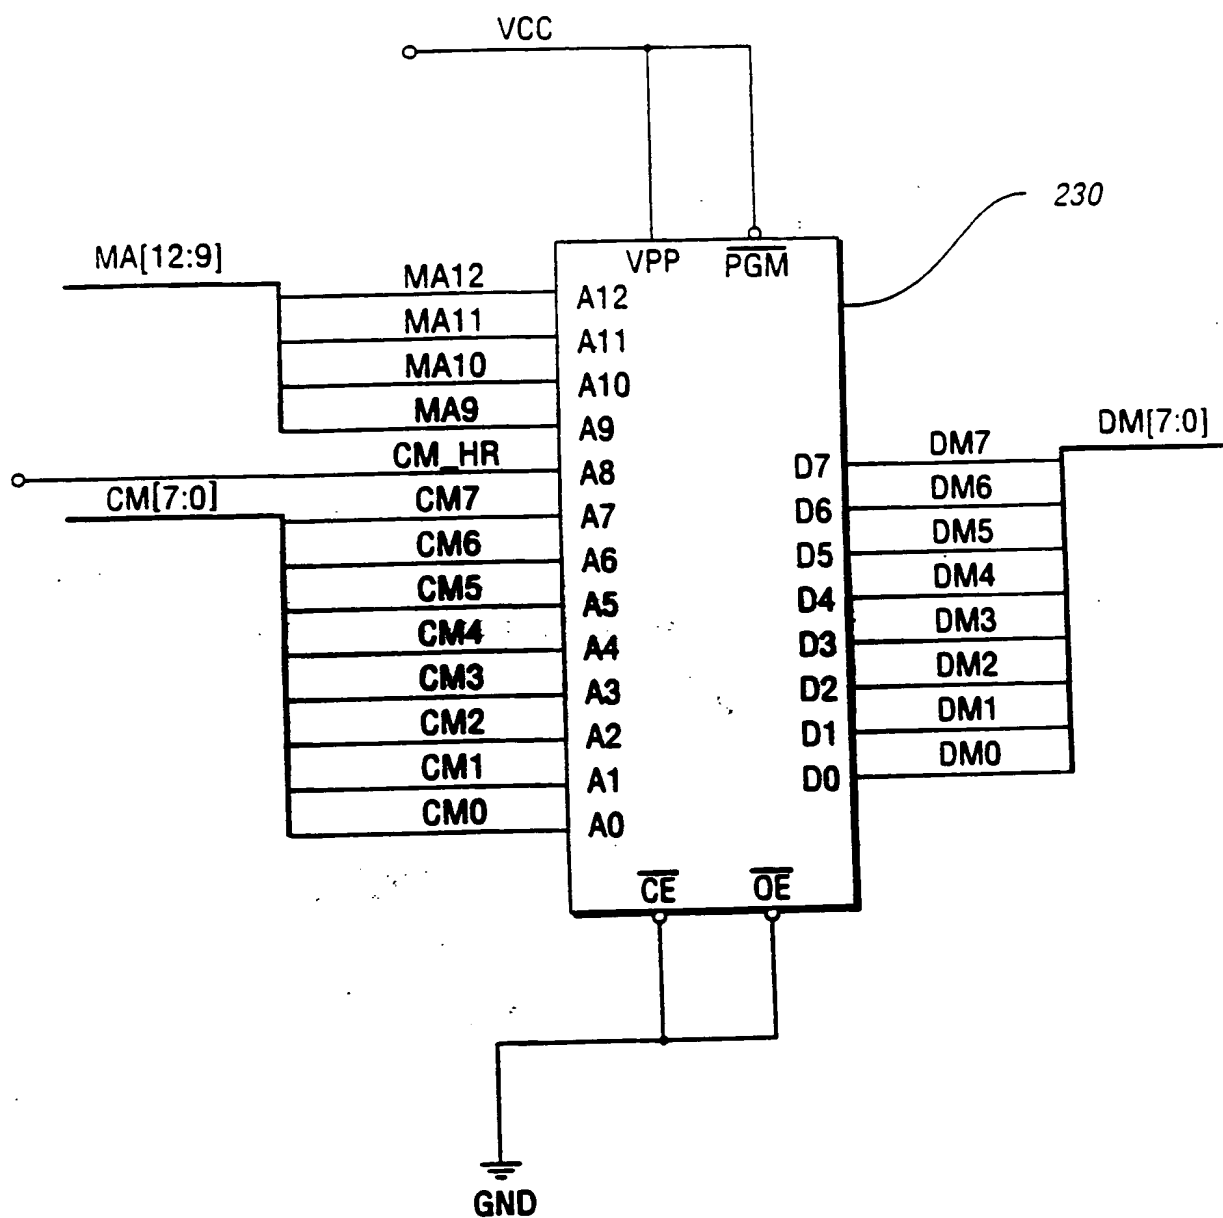 VCC
230
VPP PGM
MA[12:9]
MA12 A12
MA11 A11
MA10 A10
MA9 A9
CM_HR A8
CM[7:0]
CM7 A7
CM6 A6
CM5 A5
CM4 A4
CM3 A3
CM2 A2
CM1 A1
CM0 A0
DM[7:0]
D7 DM7
D6 DM6
D5 DM5
D4 DM4
D3 DM3
D2 DM2
D1 DM1
D0 DM0
CE OE
GND